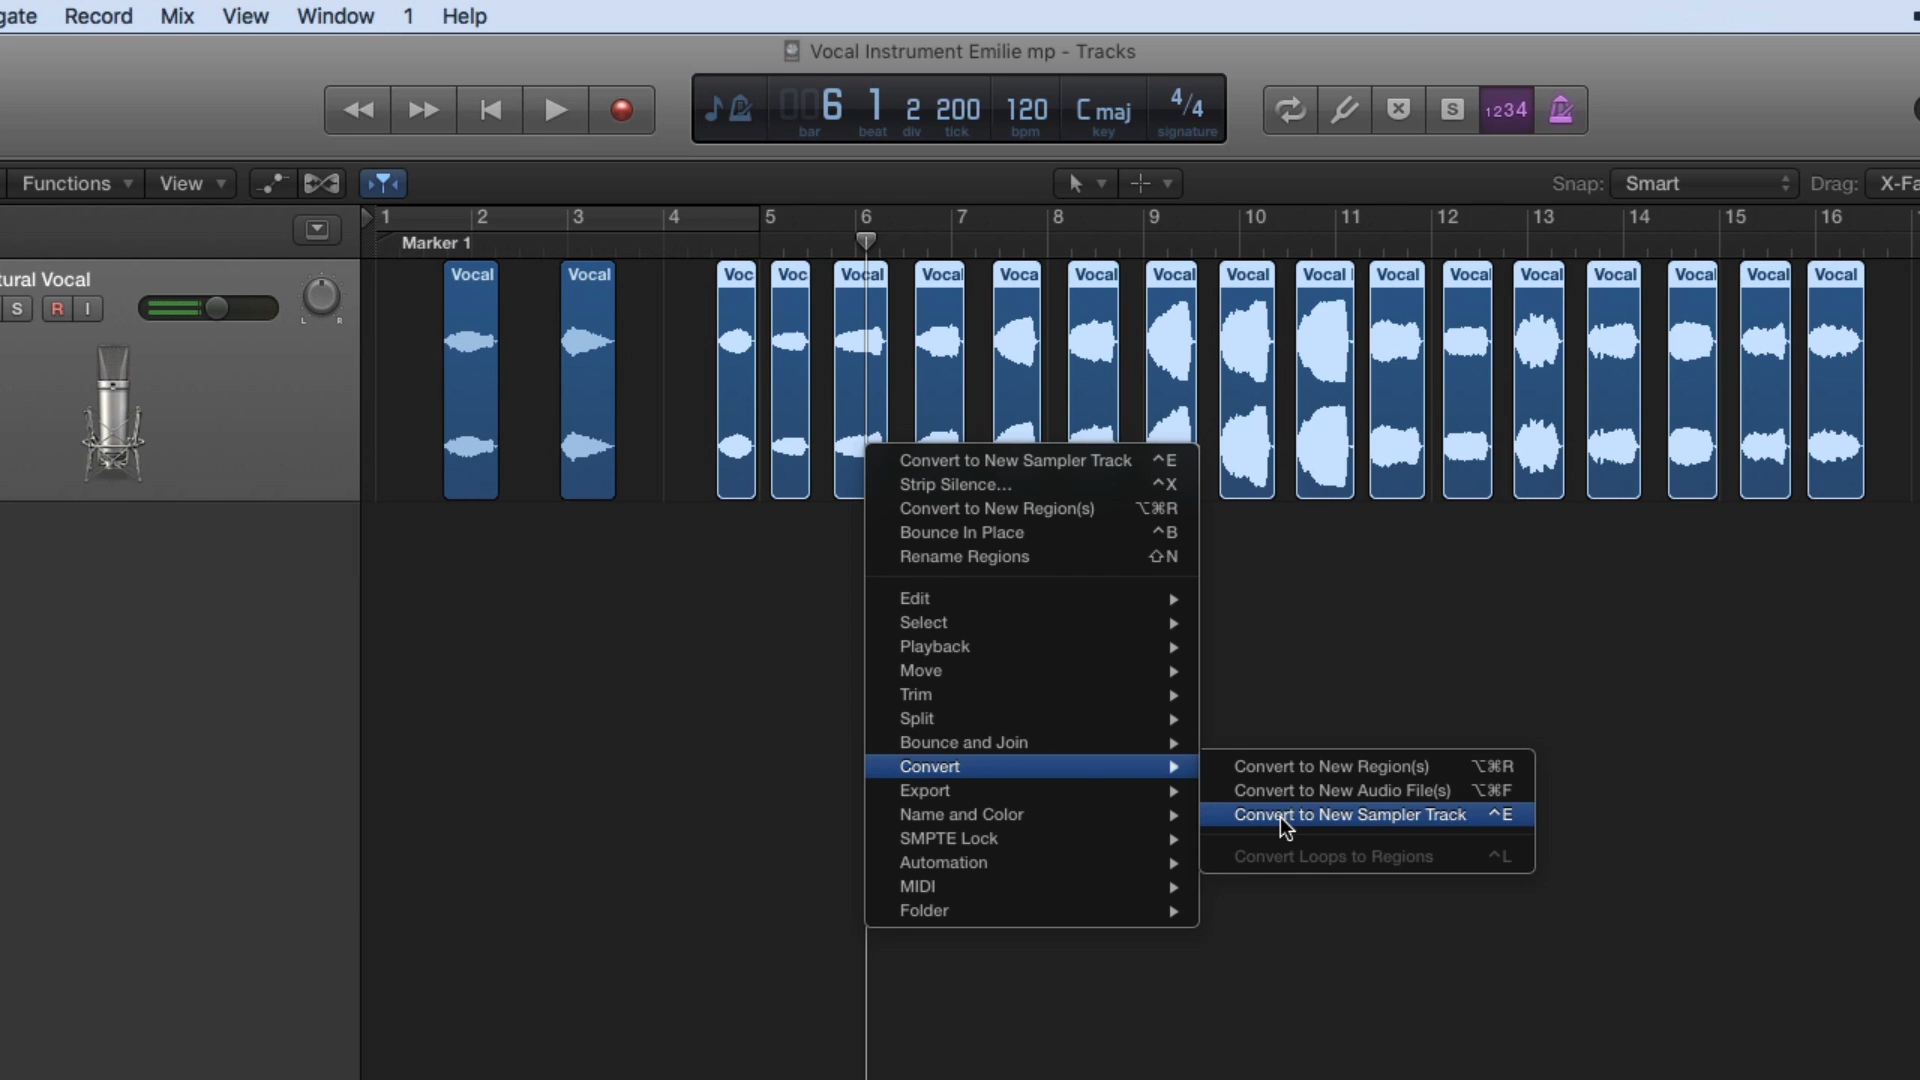 gate Record Mix View Window 1 Help
Vocal Instrument Emilie mp - Tracks
006 1 2 200 120 C maj 4/4
bar beat div tick bpm key signature
S 1234
Functions View Snap: Smart Drag: X-Fa
1 2 3 4 5 6 7 8 9 10 11 12 13 14 15 16
Marker 1
tural Vocal
S R I
L R
Vocal Vocal Voc Voc Vocal Vocal Voca Vocal Vocal Vocal Vocal Vocal Vocal Vocal Vocal Vocal Vocal Vocal
Convert to New Sampler Track ^E
Strip Silence... ^X
Convert to New Region(s) ⌥⌘R
Bounce In Place ^B
Rename Regions ⇧N
Edit
Select
Playback
Move
Trim
Split
Bounce and Join
Convert
Export
Name and Color
SMPTE Lock
Automation
MIDI
Folder
Convert to New Region(s) ⌥⌘R
Convert to New Audio File(s) ⌥⌘F
Convert to New Sampler Track ^E
Convert Loops to Regions ^L